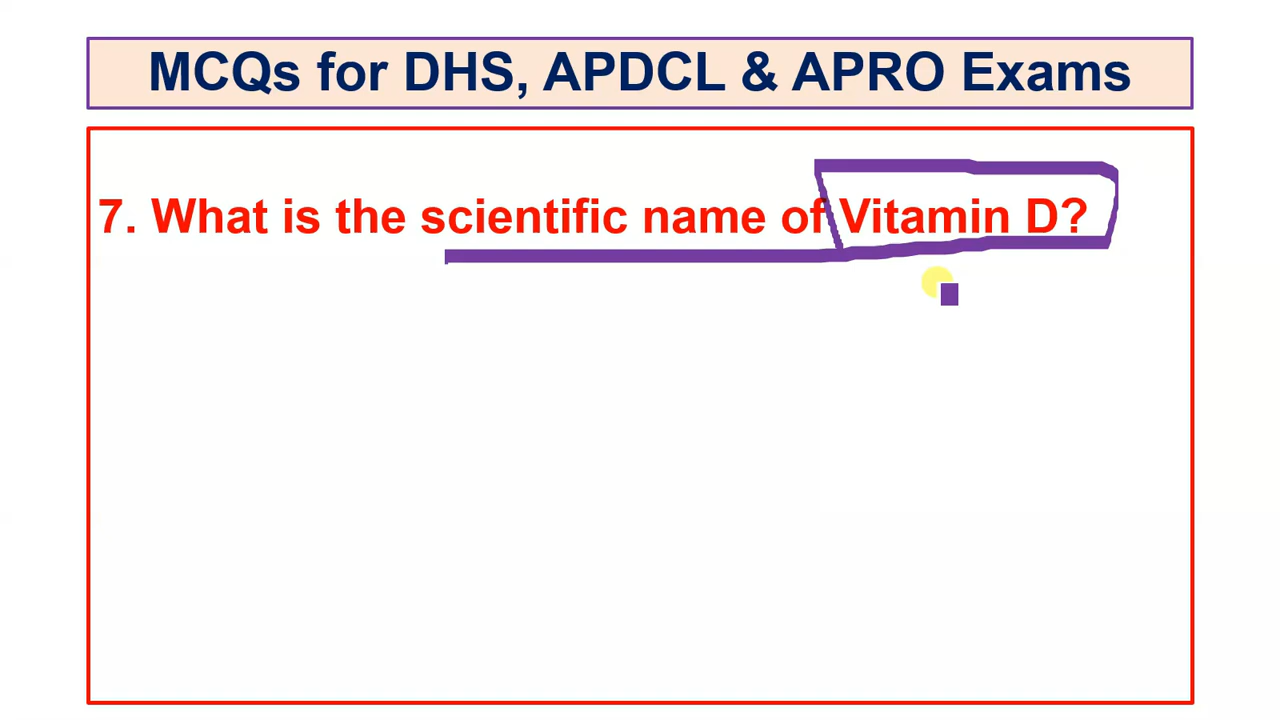 MCQs for DHS, APDCL & APRO Exams
7. What is the scientific name of Vitamin D?